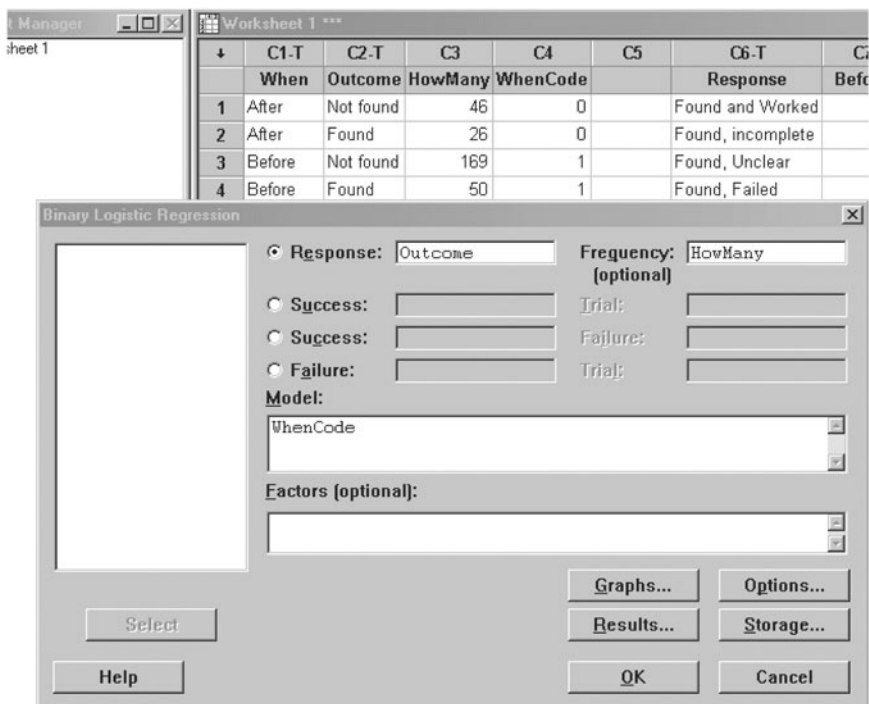 t Manager
Worksheet 1 ***
sheet 1
↓ C1-T C2-T C3 C4 C5 C6-T
When Outcome HowMany WhenCode Response Befo
1 After Not found 46 0 Found and Worked
2 After Found 26 0 Found, incomplete
3 Before Not found 169 1 Found, Unclear
4 Before Found 50 1 Found, Failed
Binary Logistic Regression
Response: Outcome Frequency: HowMany
(optional)
Success: Trial:
Success: Failure:
Failure: Trial:
Model:
WhenCode
Factors (optional):
Graphs... Options...
Select Results... Storage...
Help OK Cancel